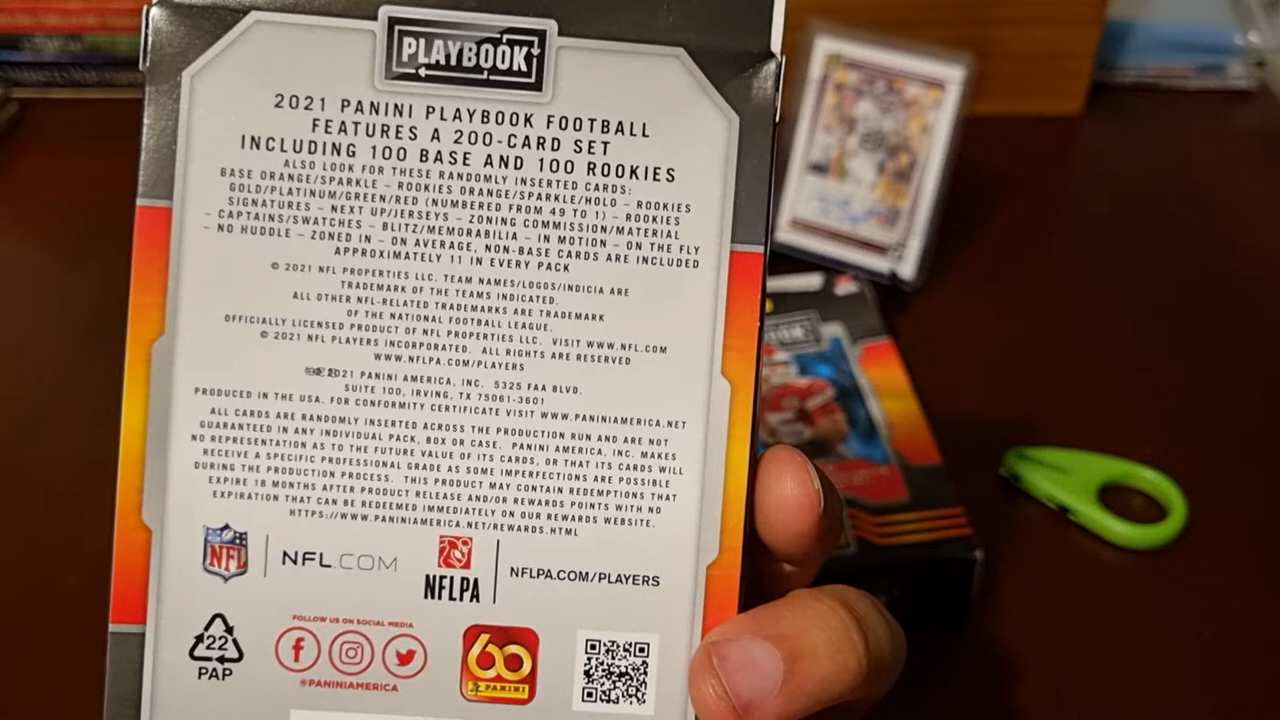 PLAYBOOK
2021 PANINI PLAYBOOK FOOTBALL
FEATURES A 200-CARD SET
INCLUDING 100 BASE AND 100 ROOKIES
ALSO LOOK FOR THESE RANDOMLY INSERTED CARDS:
BASE ORANGE/SPARKLE – ROOKIES ORANGE/SPARKLE/HOLO – ROOKIES
GOLD/PLATINUM/GREEN/RED (NUMBERED FROM 49 TO 1) – ROOKIES
SIGNATURES – NEXT UP/JERSEYS – ZONING COMMISSION/MATERIAL
– CAPTAINS/SWATCHES – BLITZ/MEMORABILIA – IN MOTION – ON THE FLY
– NO HUDDLE – ZONED IN – ON AVERAGE, NON-BASE CARDS ARE INCLUDED
APPROXIMATELY 11 IN EVERY PACK
© 2021 NFL PROPERTIES LLC. TEAM NAMES/LOGOS/INDICIA ARE
TRADEMARK OF THE TEAMS INDICATED.
ALL OTHER NFL-RELATED TRADEMARKS ARE TRADEMARK
OF THE NATIONAL FOOTBALL LEAGUE.
OFFICIALLY LICENSED PRODUCT OF NFL PROPERTIES LLC. VISIT WWW.NFL.COM
© 2021 NFL PLAYERS INCORPORATED. ALL RIGHTS ARE RESERVED
WWW.NFLPA.COM/PLAYERS
2021 PANINI AMERICA, INC. 5325 FAA BLVD.
SUITE 100, IRVING, TX 75061-3601
PRODUCED IN THE USA. FOR CONFORMITY CERTIFICATE VISIT WWW.PANINIAMERICA.NET
ALL CARDS ARE RANDOMLY INSERTED ACROSS THE PRODUCTION RUN AND ARE NOT
GUARANTEED IN ANY INDIVIDUAL PACK, BOX OR CASE. PANINI AMERICA, INC. MAKES
NO REPRESENTATION AS TO THE FUTURE VALUE OF ITS CARDS, OR THAT ITS CARDS WILL
RECEIVE A SPECIFIC PROFESSIONAL GRADE AS SOME IMPERFECTIONS ARE POSSIBLE
DURING THE PRODUCTION PROCESS. THIS PRODUCT MAY CONTAIN REDEMPTIONS THAT
EXPIRE 18 MONTHS AFTER PRODUCT RELEASE AND/OR REWARDS POINTS WITH NO
EXPIRATION THAT CAN BE REDEEMED IMMEDIATELY ON OUR REWARDS WEBSITE.
HTTPS://WWW.PANINIAMERICA.NET/REWARDS.HTML
NFL
NFL.COM
NFLPA
NFLPA.COM/PLAYERS
22
PAP
FOLLOW US ON SOCIAL MEDIA
@PANINIAMERICA
60
PANINI